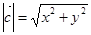 |ċ| = √x² + y²